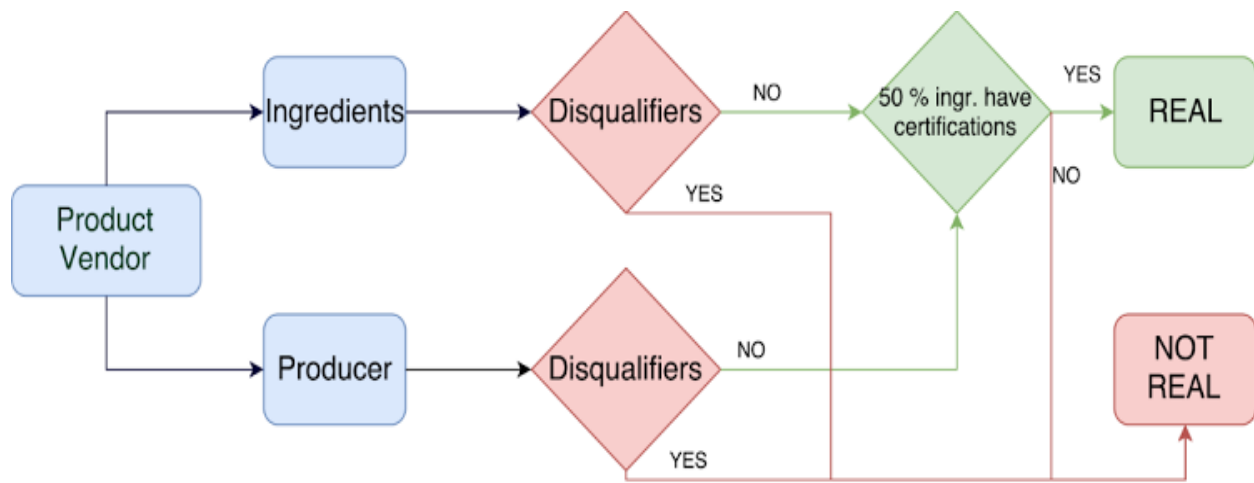 Ingredients
Disqualifiers
NO
50 % ingr. have
certifications
YES
REAL
NO
YES
Product
Vendor
Producer
Disqualifiers
NO
YES
NOT
REAL